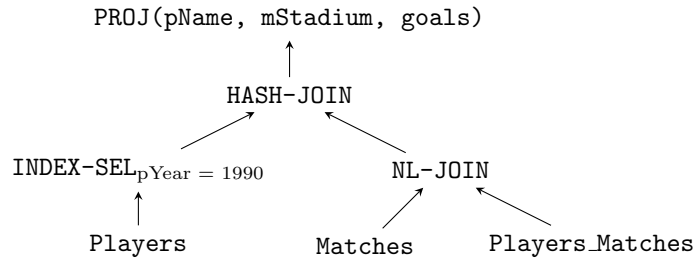 PROJ(pName, mStadium, goals)
HASH-JOIN
INDEX-SEL pYear = 1990
NL-JOIN
Players
Matches
Players_Matches